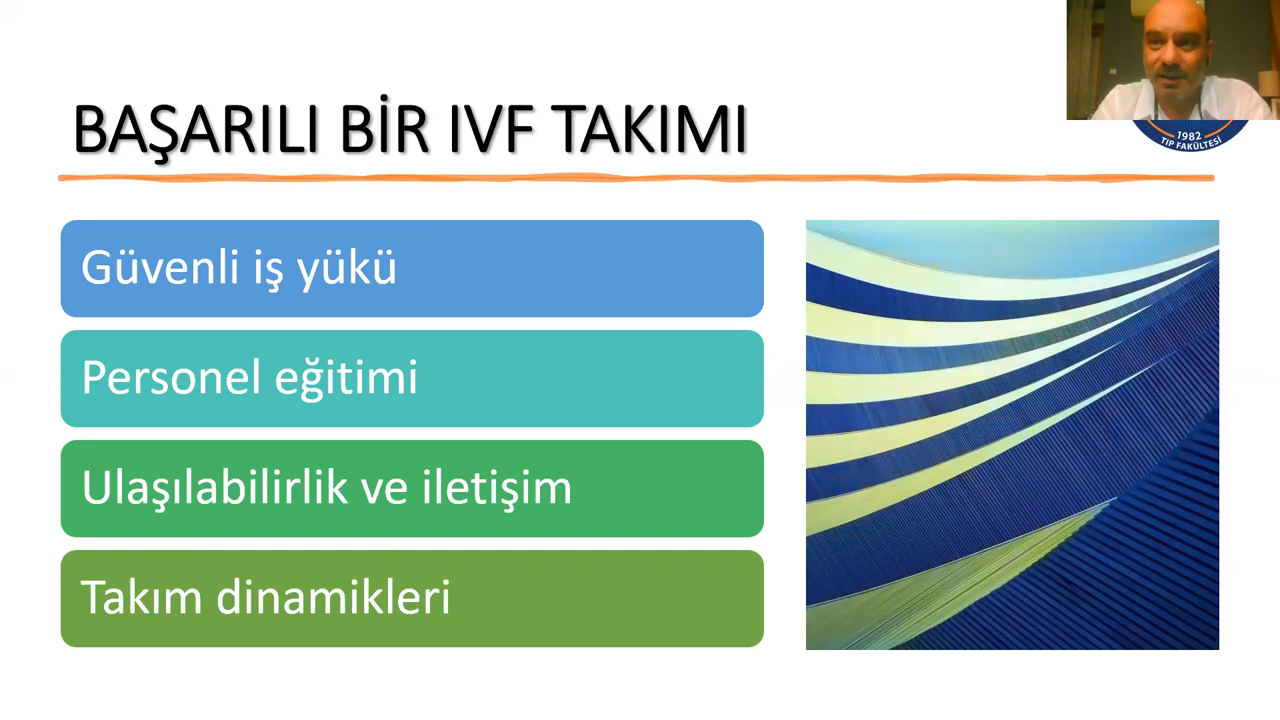 BAŞARILI BİR IVF TAKIMI
1982
TIP FAKÜLTESİ
Güvenli iş yükü
Personel eğitimi
Ulaşılabilirlik ve iletişim
Takım dinamikleri